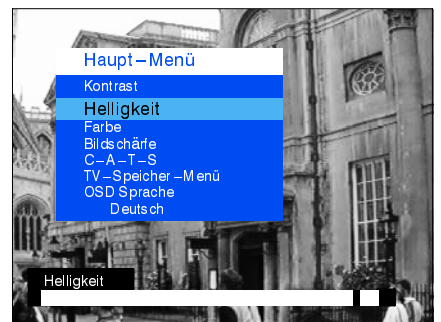 Haupt–Menü
Kontrast
Helligkeit
Farbe
Bildschärfe
C–A–T–S
TV–Speicher–Menü
OSD Sprache
Deutsch
Helligkeit